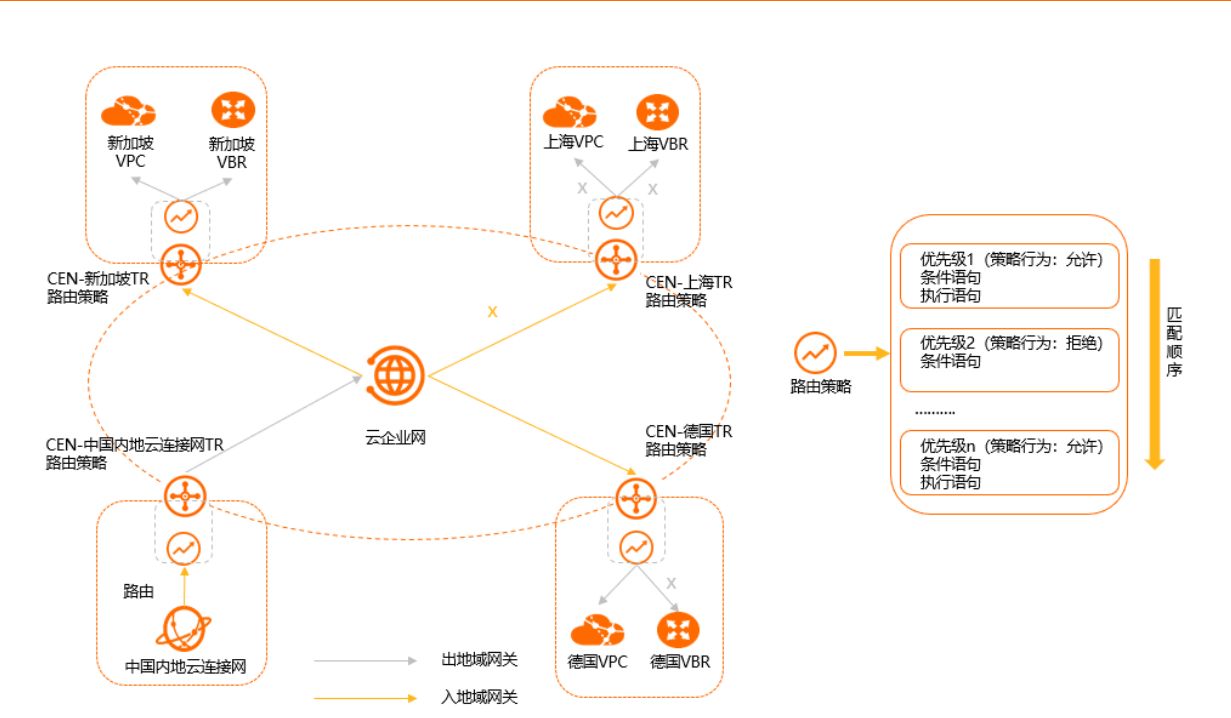 新加坡
VPC
新加坡
VBR
上海VPC
上海VBR
X
X
CEN-新加坡TR
路由策略
CEN-上海TR
路由策略
X
云企业网
CEN-中国内地云连接网TR
路由策略
CEN-德国TR
路由策略
路由
中国内地云连接网
X
德国VPC
德国VBR
出地域网关
入地域网关
路由策略
优先级1（策略行为：允许）
条件语句
执行语句
优先级2（策略行为：拒绝）
条件语句
..........
优先级n（策略行为：允许）
条件语句
执行语句
匹
配
顺
序